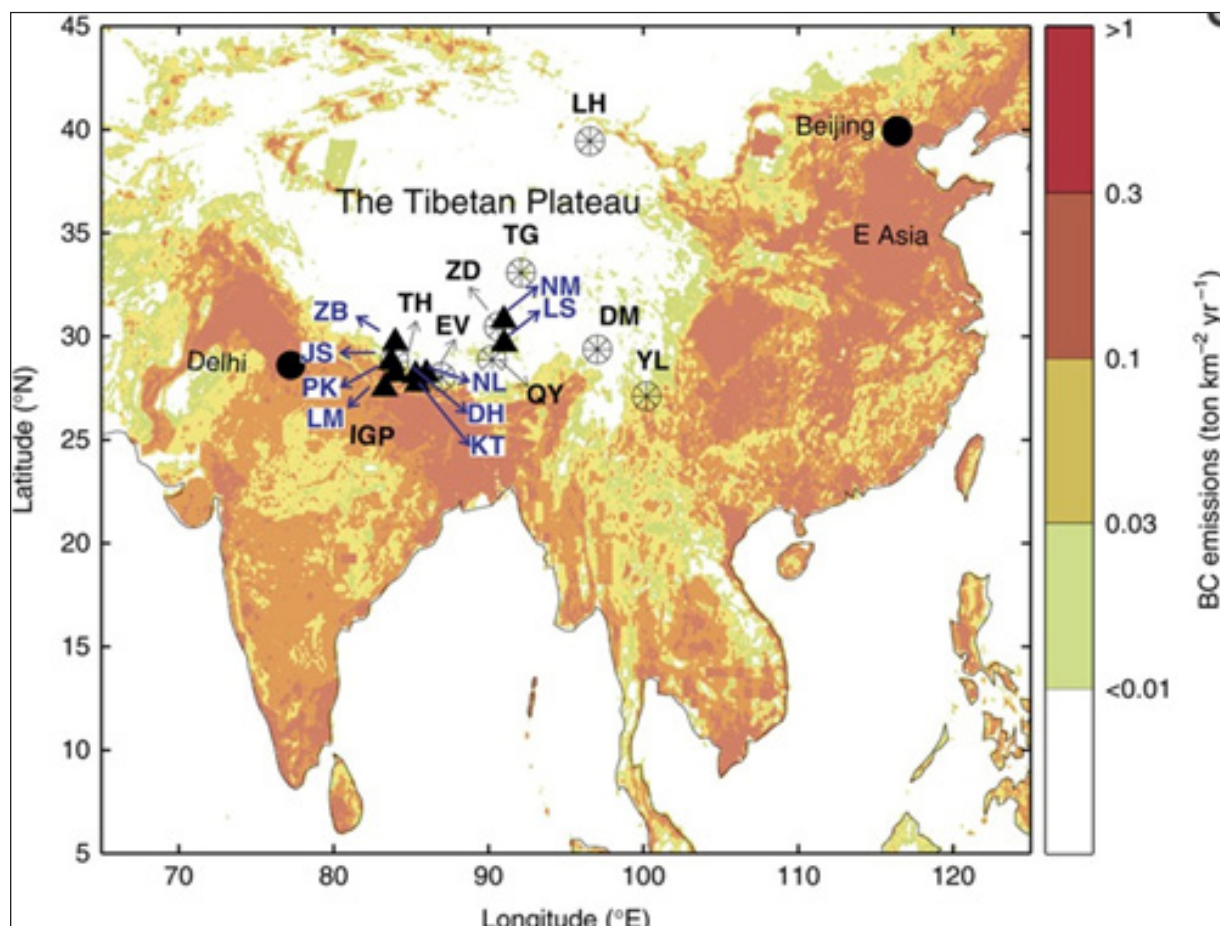 45
40
35
30
25
20
15
10
5
Latitude (°N)
70
80
90
100
110
120
Longitude (°E)
LH
Beijing
The Tibetan Plateau
TG
E Asia
ZD
NM
ZB
TH
LS
EV
DM
JS
Delhi
YL
PK
NL
QY
LM
DH
IGP
KT
>1
0.3
0.1
0.03
<0.01
BC emissions (ton km⁻² yr⁻¹)